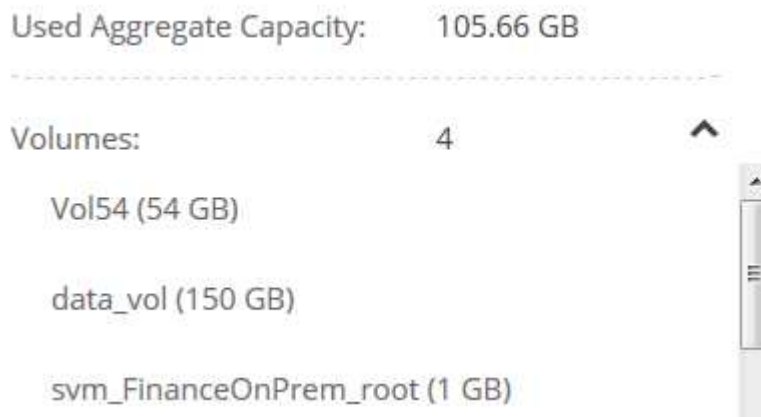 Used Aggregate Capacity: 105.66 GB
Volumes: 4
Vol54 (54 GB)
data_vol (150 GB)
svm_FinanceOnPrem_root (1 GB)